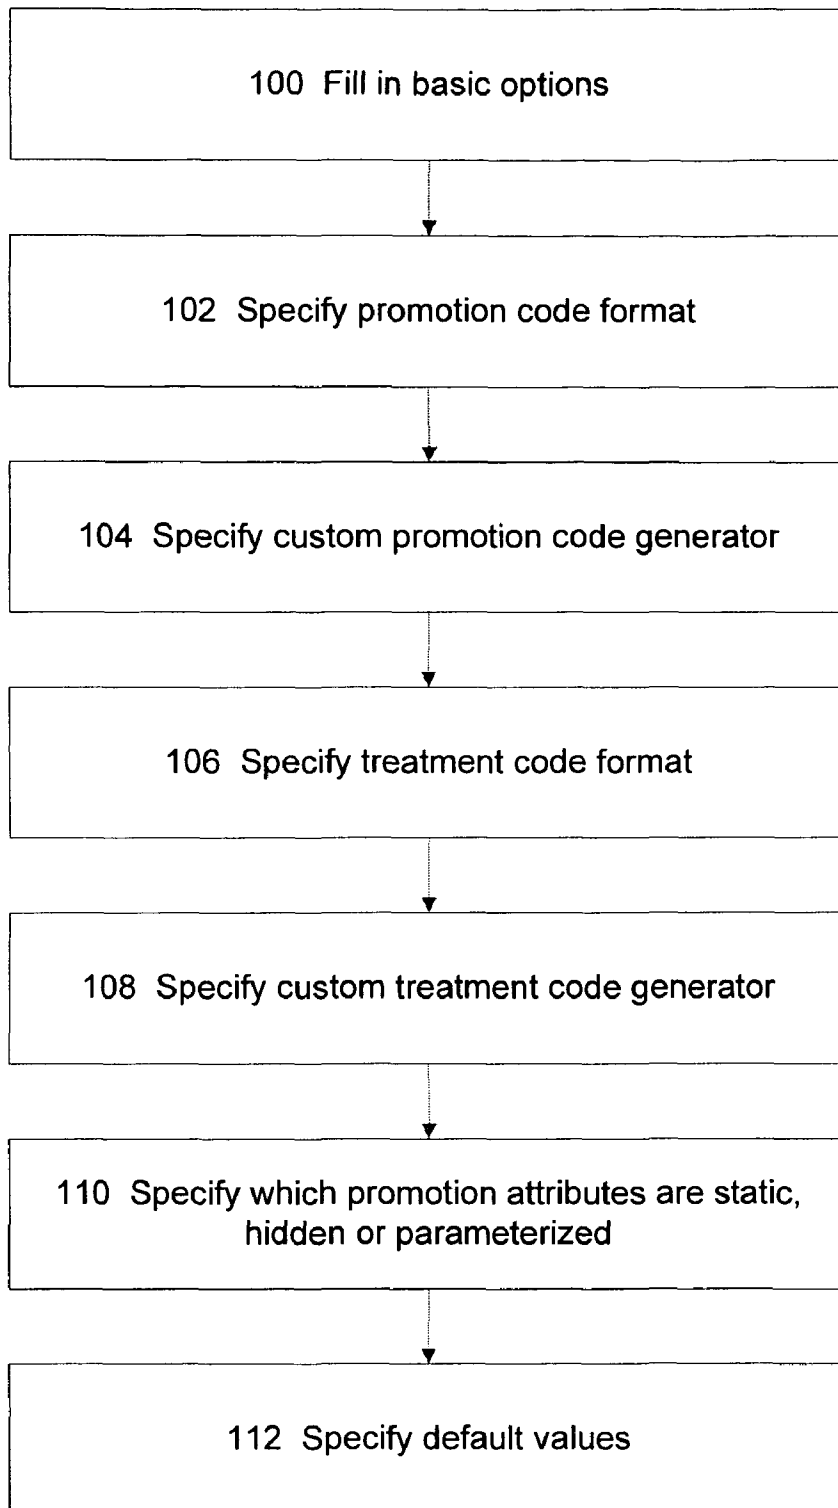 100 Fill in basic options
102 Specify promotion code format
104 Specify custom promotion code generator
106 Specify treatment code format
108 Specify custom treatment code generator
110 Specify which promotion attributes are static,
hidden or parameterized
112 Specify default values